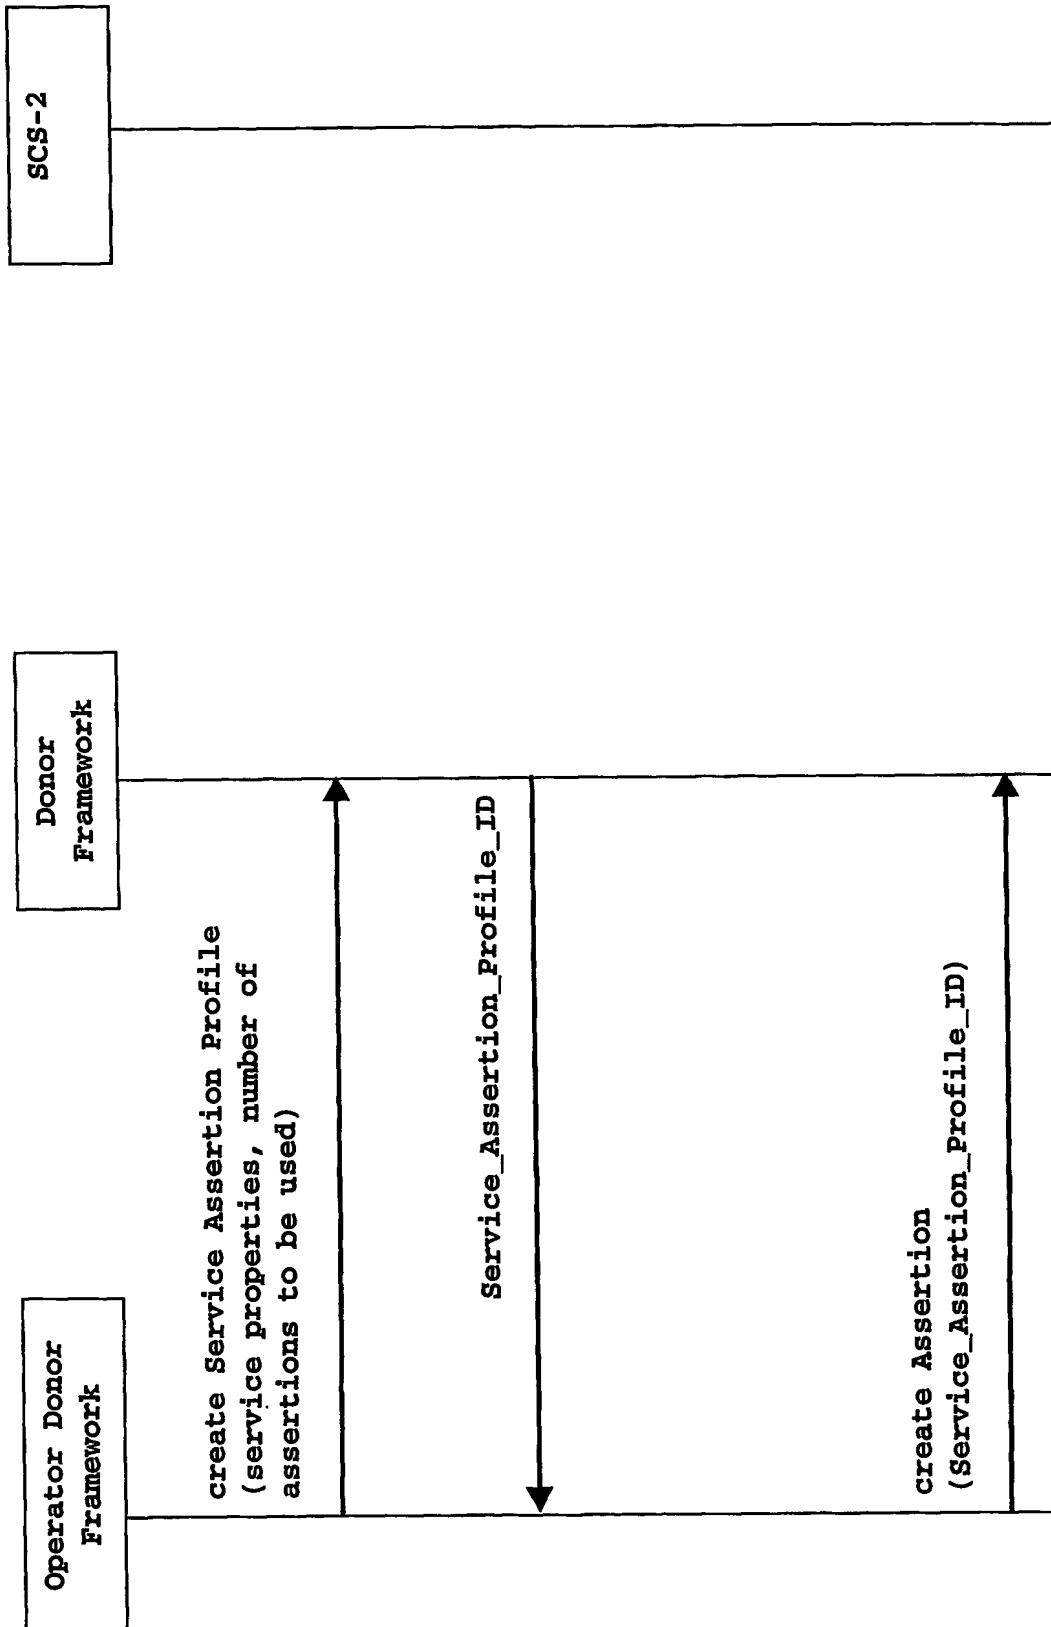 Operator Donor
Framework
Donor
Framework
SCS-2
create Service Assertion Profile
(service properties, number of
assertions to be used)
Service_Assertion_Profile_ID
create Assertion
(Service_Assertion_Profile_ID)